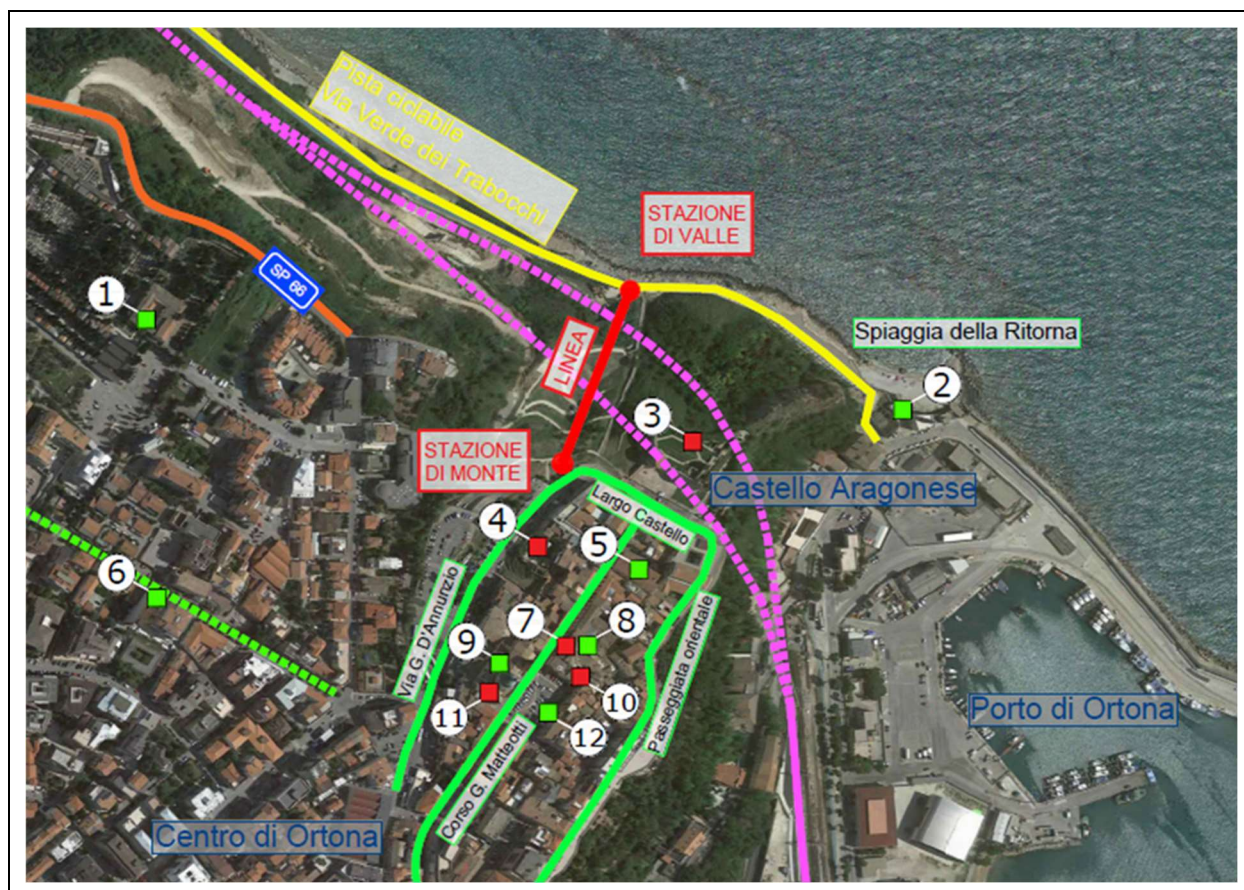 Pista ciclabile
Via Verde dei Trabocchi
STAZIONE
DI VALLE
SP 66
1
LINEA
Spiaggia della Ritorna
2
3
STAZIONE
DI MONTE
Castello Aragonese
Largo Castello
4
5
6
Via G. D'Annunzio
7
8
9
10
Passeggiata orientale
11
12
Porto di Ortona
Corso G. Matteotti
Centro di Ortona